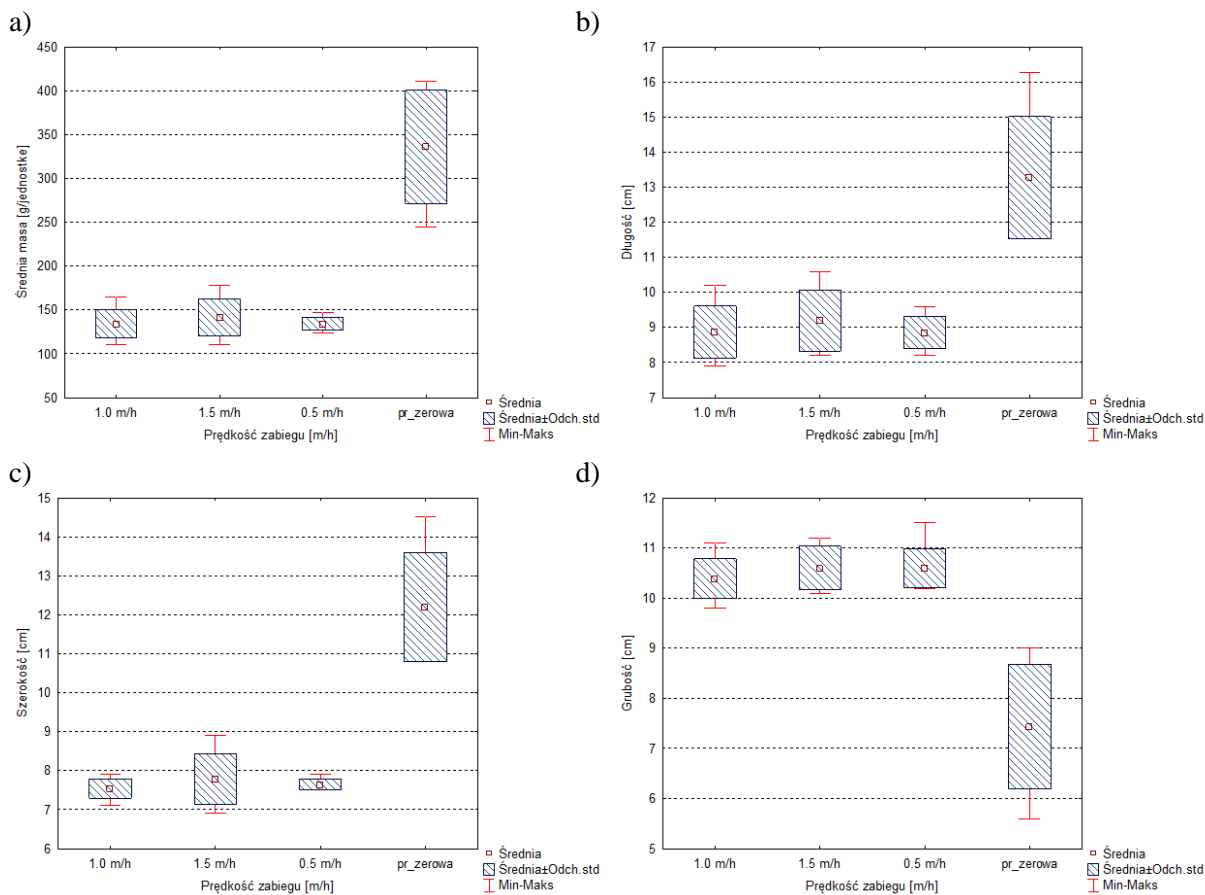 a)
450
400
350
300
250
200
150
100
50
Średnia masa [g/jednostke]
1.0 m/h 1.5 m/h 0.5 m/h pr_zerowa
Prędkość zabiegu [m/h]
Średnia
Średnia±Odch.std
Min-Maks
b)
17
16
15
14
13
12
11
10
9
8
7
Długość [cm]
1.0 m/h 1.5 m/h 0.5 m/h pr_zerowa
Prędkość zabiegu [m/h]
Średnia
Średnia±Odch.std
Min-Maks
c)
15
14
13
12
11
10
9
8
7
6
Szerokość [cm]
1.0 m/h 1.5 m/h 0.5 m/h pr_zerowa
Prędkość zabiegu [m/h]
Średnia
Średnia±Odch.std
Min-Maks
d)
12
11
10
9
8
7
6
5
Grubość [cm]
1.0 m/h 1.5 m/h 0.5 m/h pr_zerowa
Prędkość zabiegu [m/h]
Średnia
Średnia±Odch.std
Min-Maks